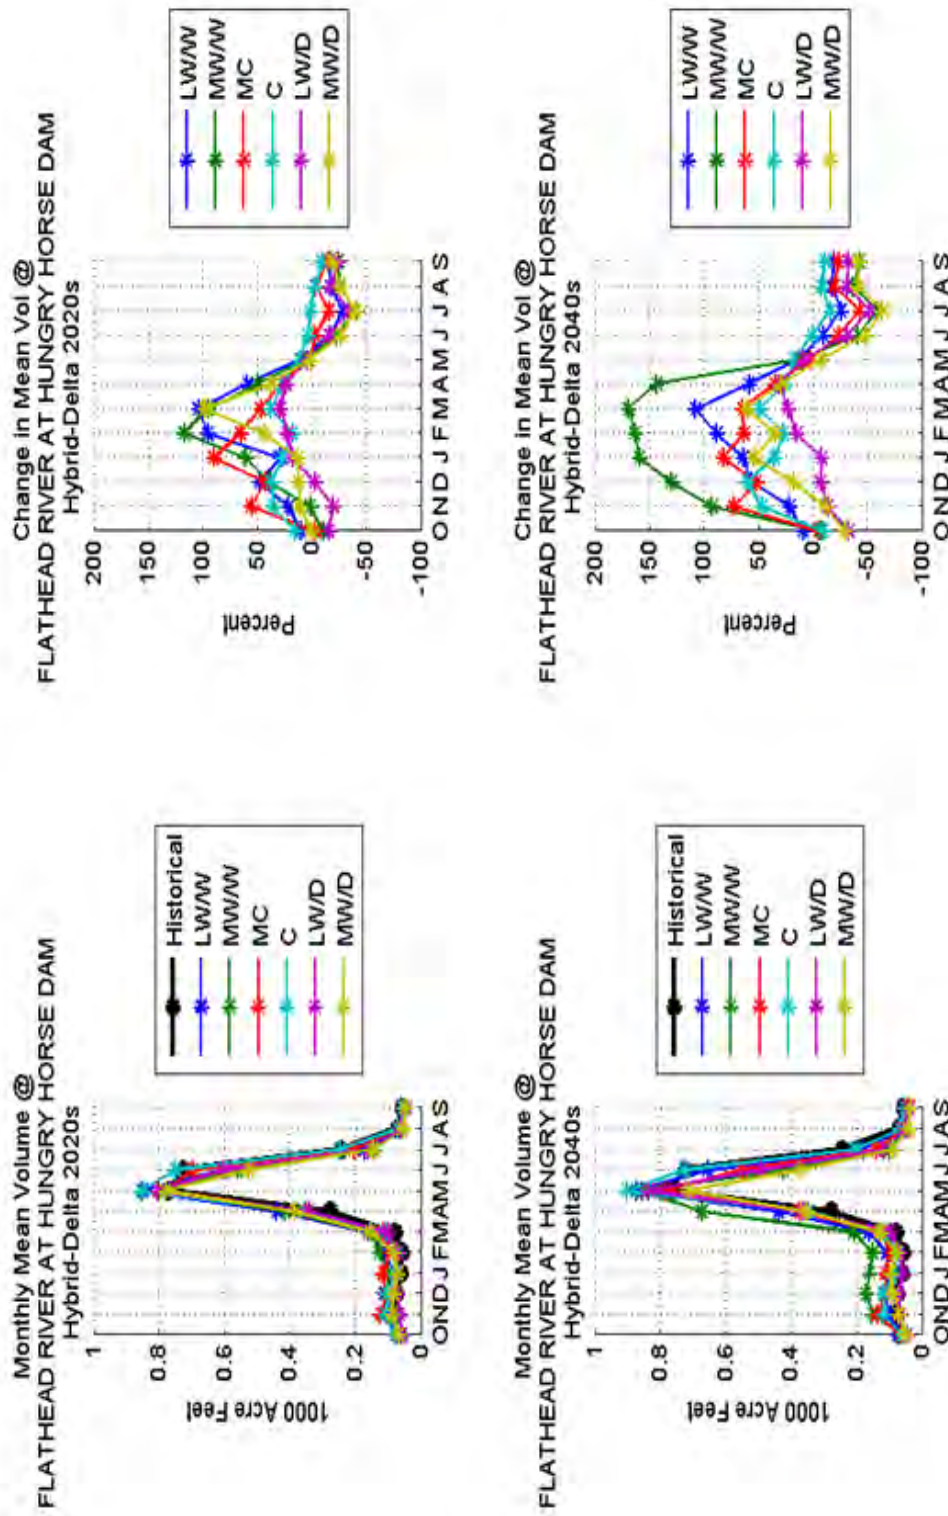 Monthly Mean Volume @
FLATHEAD RIVER AT HUNGRY HORSE DAM
Hybrid-Delta 2020s
1000 Acre Feet
1
0.8
0.6
0.4
0.2
0
O N D J F M A M J J A S
Historical
LW/W
MW/W
MC
C
LW/D
MW/D
Change in Mean Vol @
FLATHEAD RIVER AT HUNGRY HORSE DAM
Hybrid-Delta 2020s
Percent
200
150
100
50
0
-50
-100
O N D J F M A M J J A S
LW/W
MW/W
MC
C
LW/D
MW/D
Monthly Mean Volume @
FLATHEAD RIVER AT HUNGRY HORSE DAM
Hybrid-Delta 2040s
1000 Acre Feet
1
0.8
0.6
0.4
0.2
0
O N D J F M A M J J A S
Historical
LW/W
MW/W
MC
C
LW/D
MW/D
Change in Mean Vol @
FLATHEAD RIVER AT HUNGRY HORSE DAM
Hybrid-Delta 2040s
Percent
200
150
100
50
0
-50
-100
O N D J F M A M J J A S
LW/W
MW/W
MC
C
LW/D
MW/D